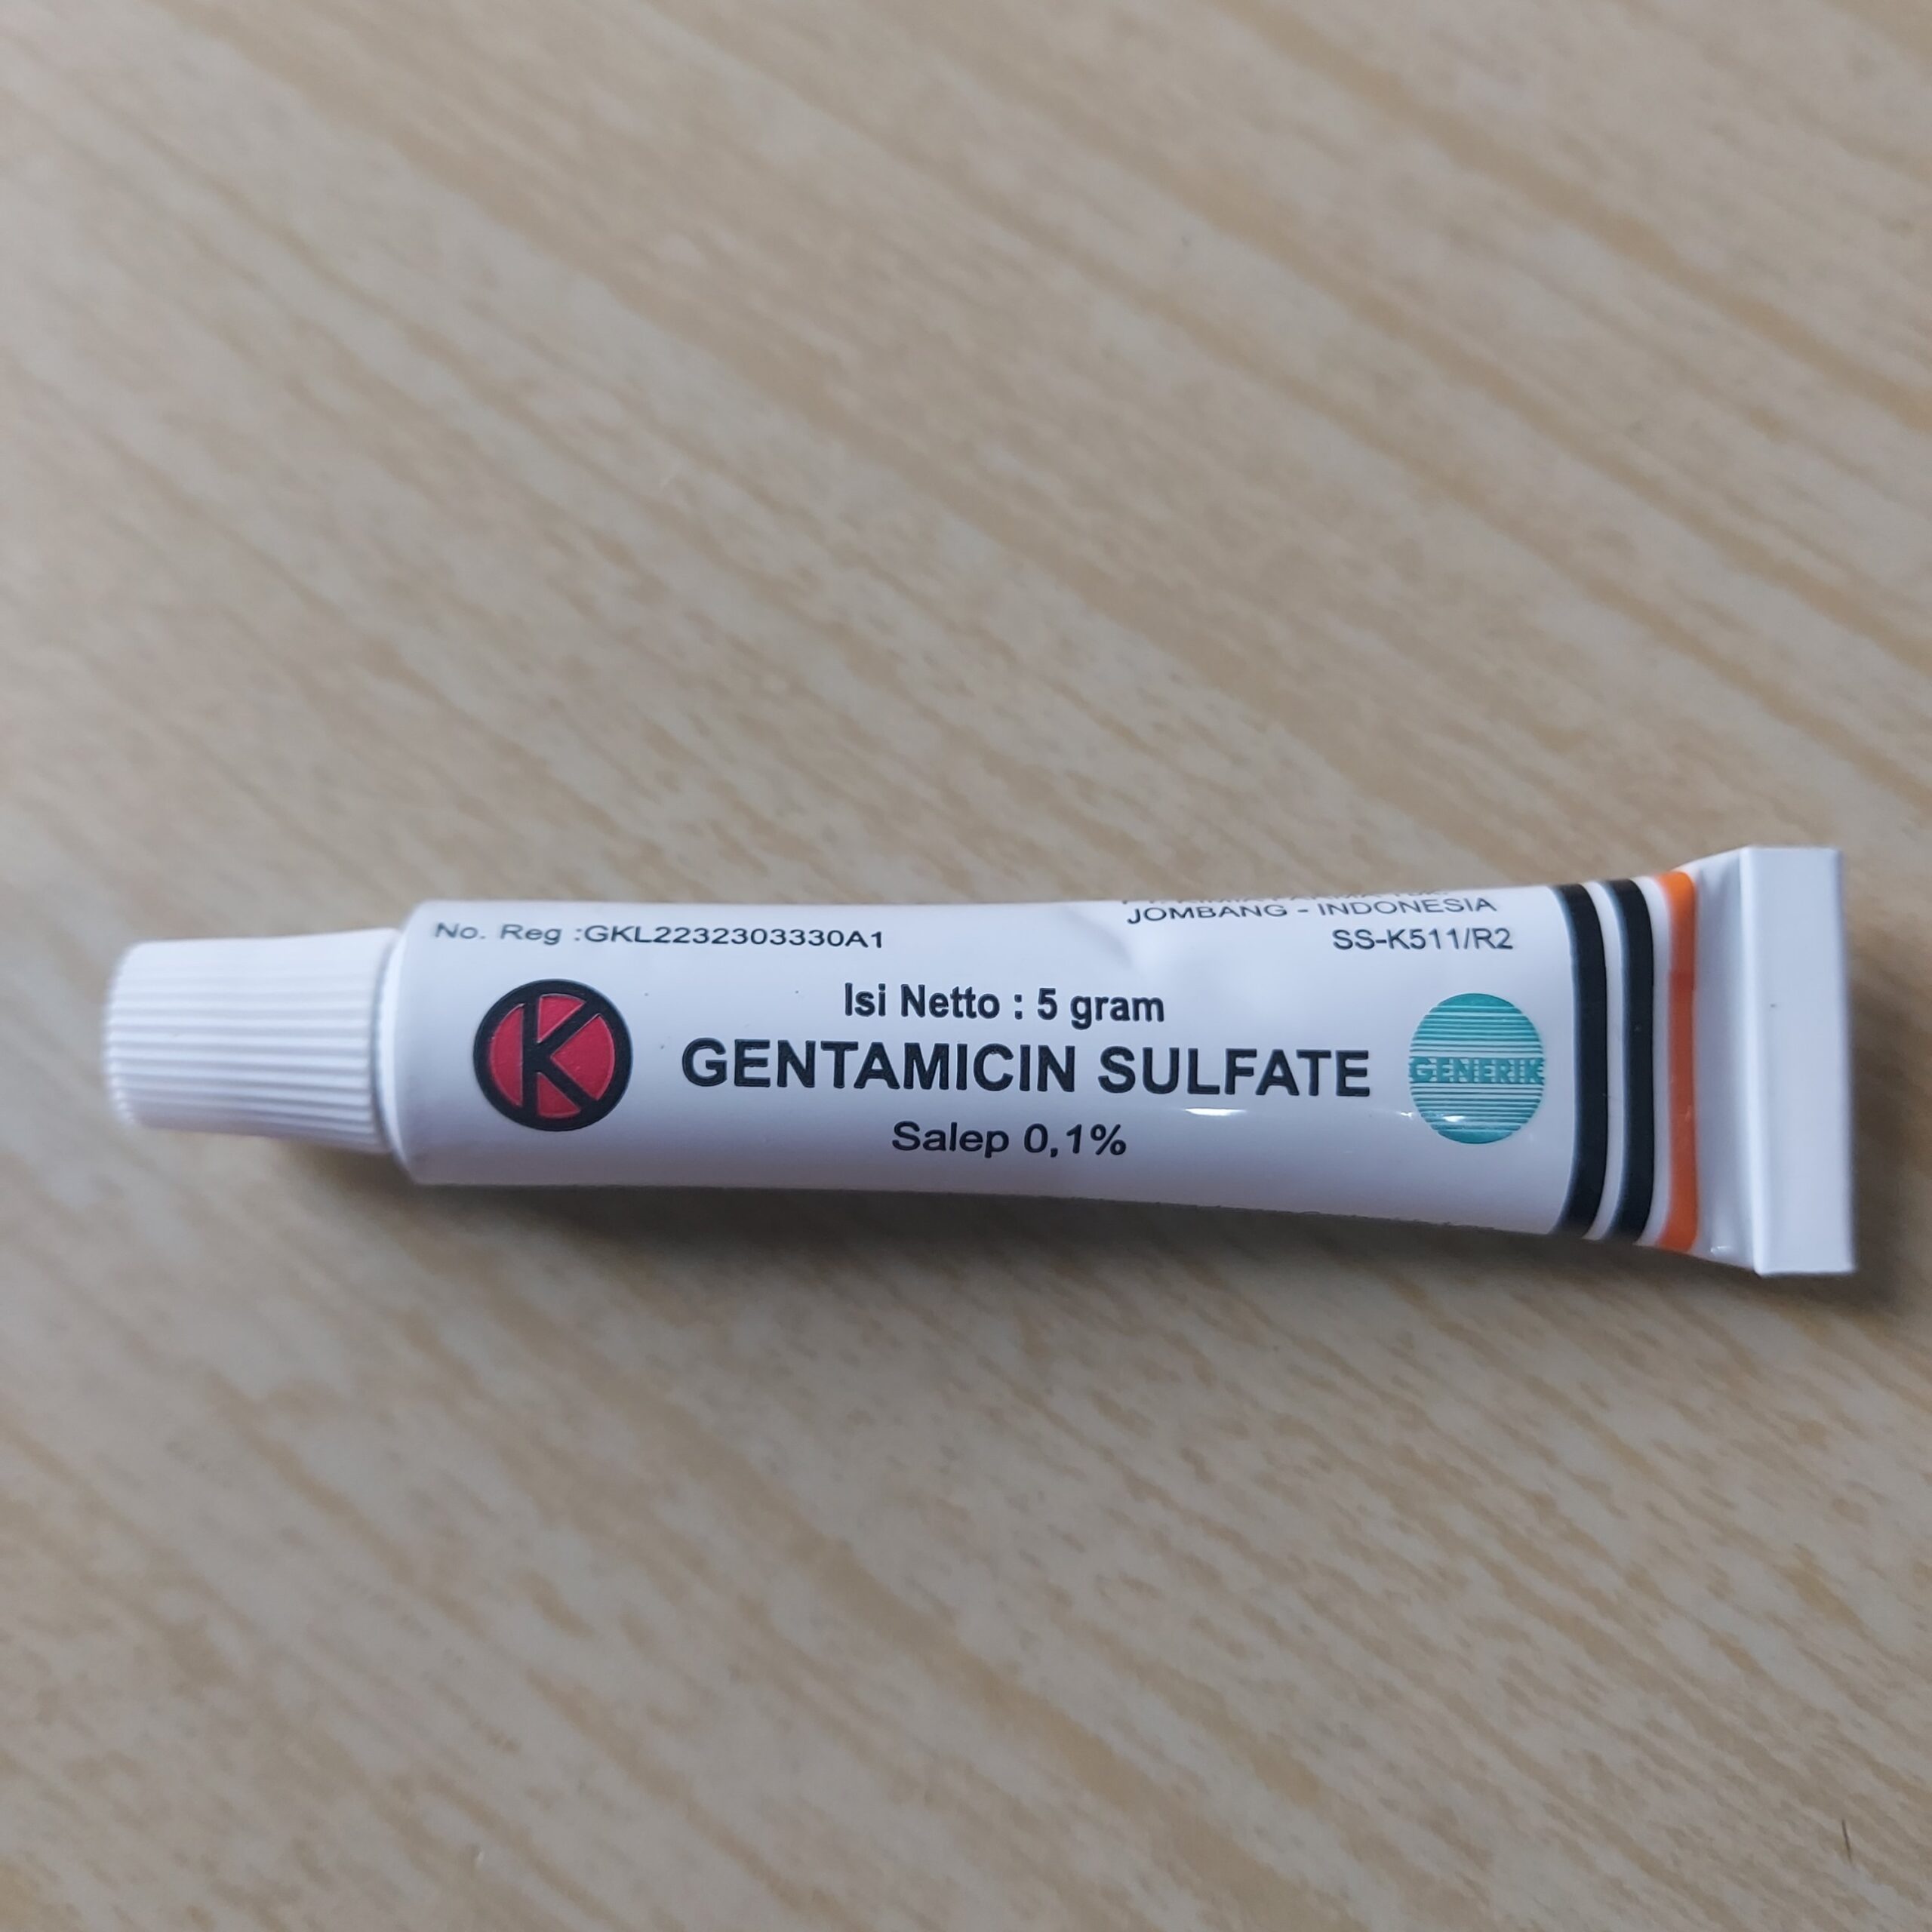 No. Reg :GKL2232303330A1
JOMBANG - INDONESIA
SS-K511/R2
K
Isi Netto : 5 gram
GENTAMICIN SULFATE
Salep 0,1%
GENERIK